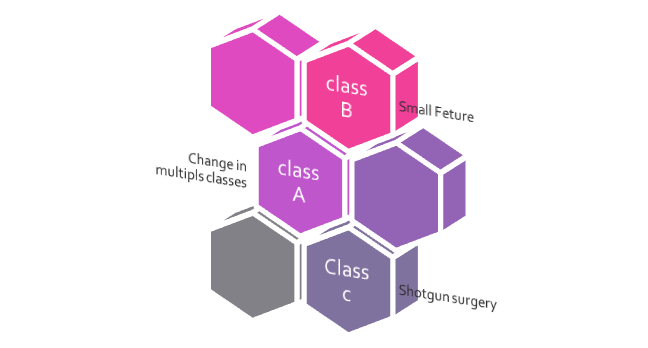 class
B
Small Feture
Change in
multipls classes
class
A
Class
c
Shotgun surgery